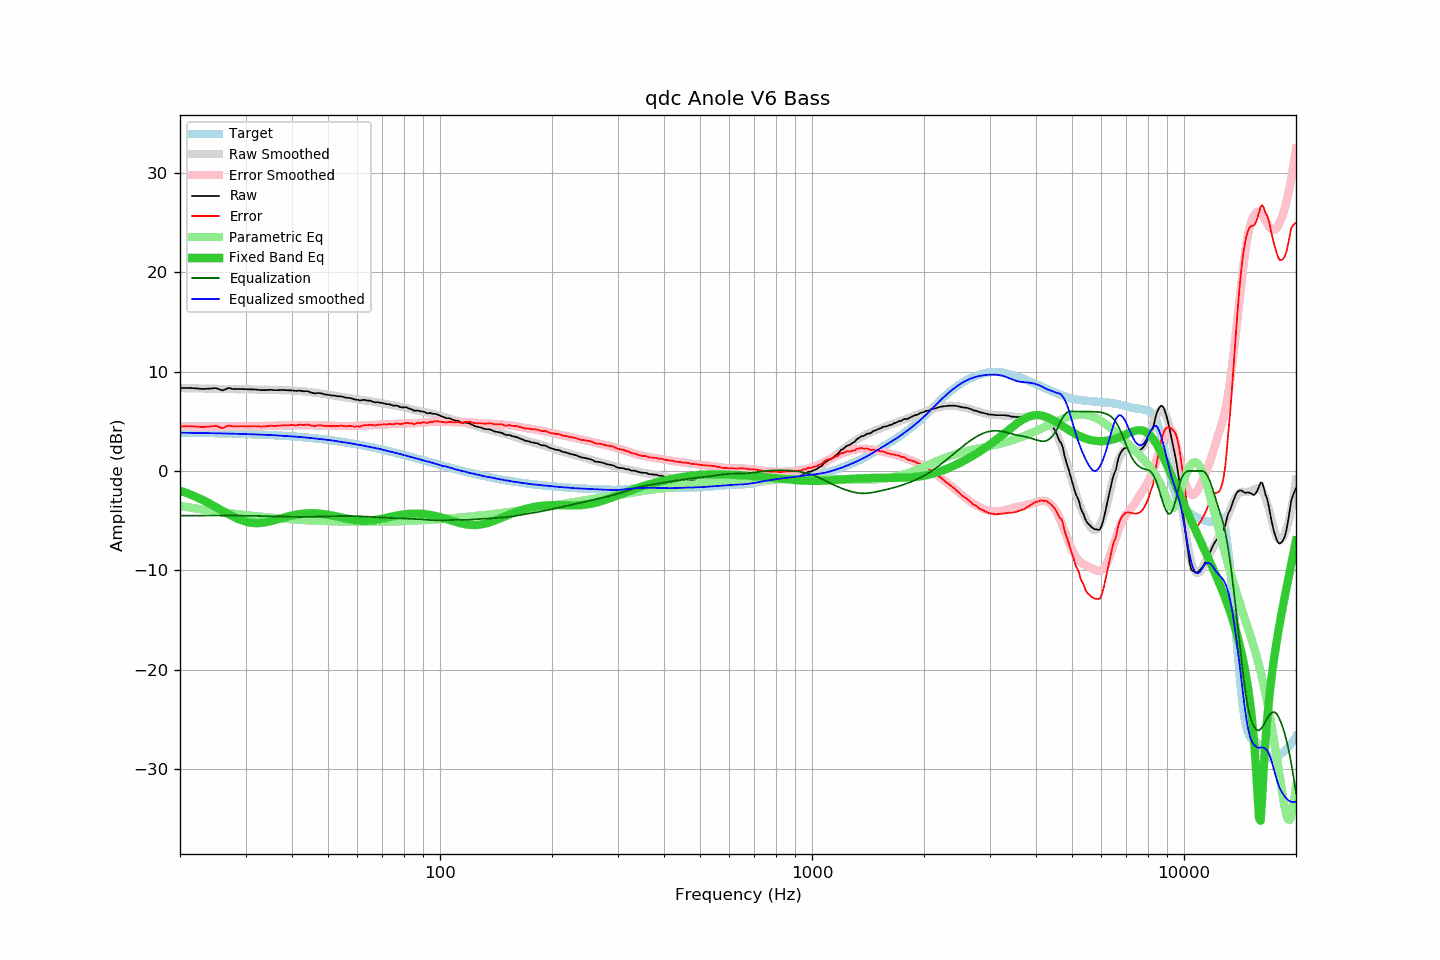 qdc Anole V6 Bass
Target
Raw Smoothed
Error Smoothed
Raw
Error
Parametric Eq
Fixed Band Eq
Equalization
Equalized smoothed
30
20
10
0
−10
−20
−30
Amplitude (dBr)
100
1000
10000
Frequency (Hz)